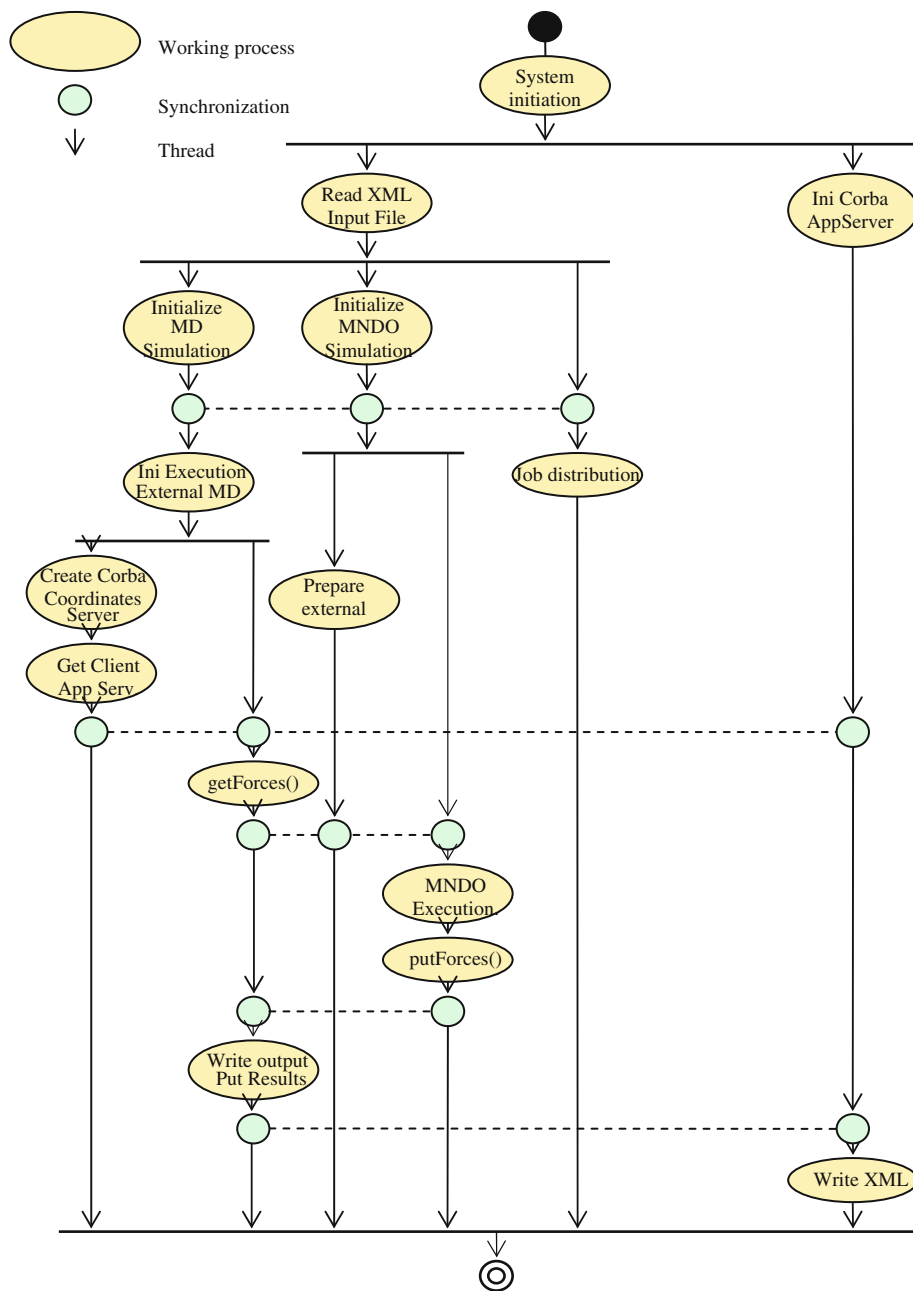 Working process
Synchronization
Thread
System
initiation
Read XML
Input File
Ini Corba
AppServer
Initialize
MD
Simulation
Initialize
MNDO
Simulation
Ini Execution
External MD
Job distribution
Create Corba
Coordinates
Server
Prepare
external
Get Client
App Serv
getForces()
MNDO
Execution.
putForces()
Write output
Put Results
Write XML